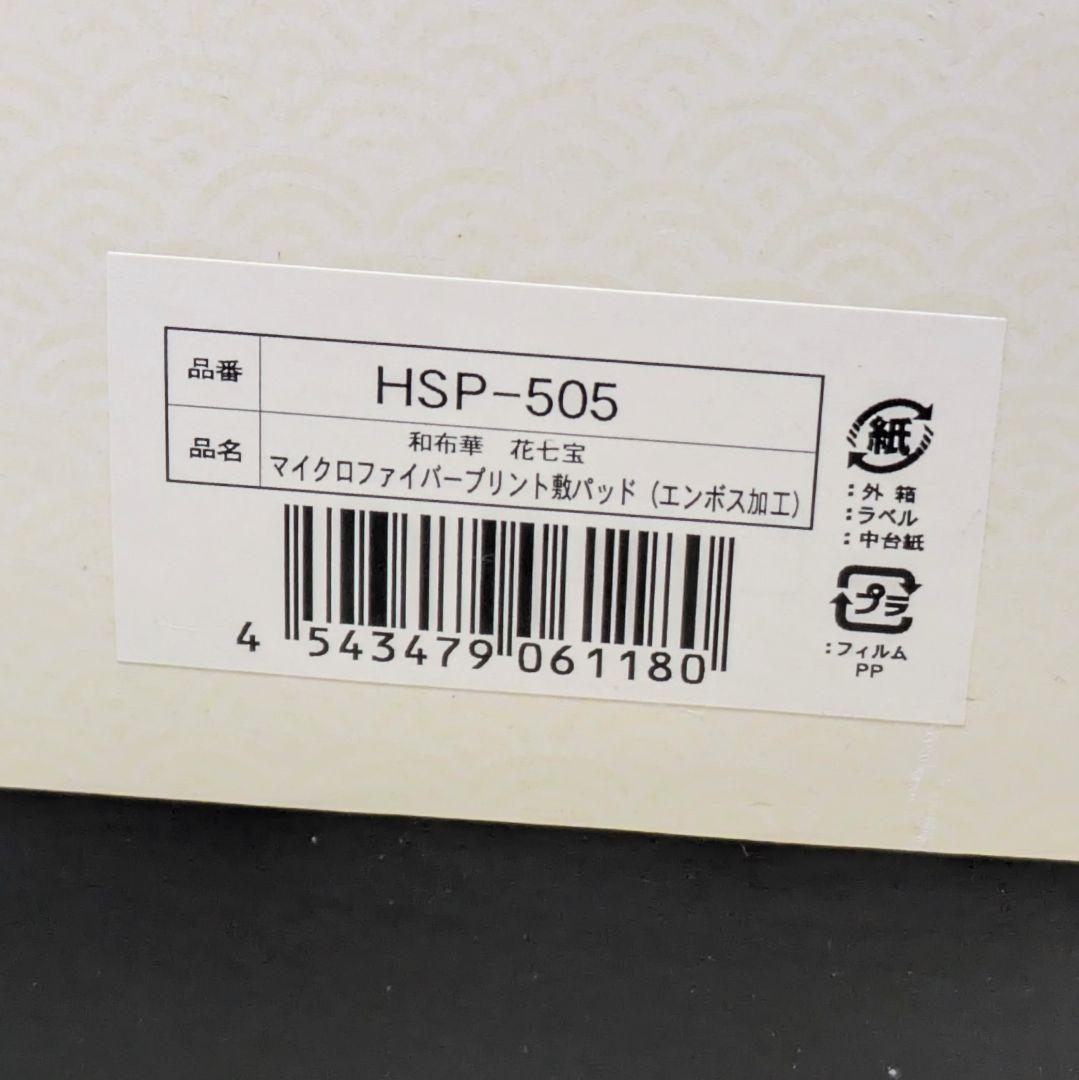 品番 HSP-505
品名 和布華 花七宝
マイクロファイバープリント敷パッド（エンボス加工）
4 543479 061180
紙
：外 箱
：ラベル
：中台紙
プラ
：フィルム
PP